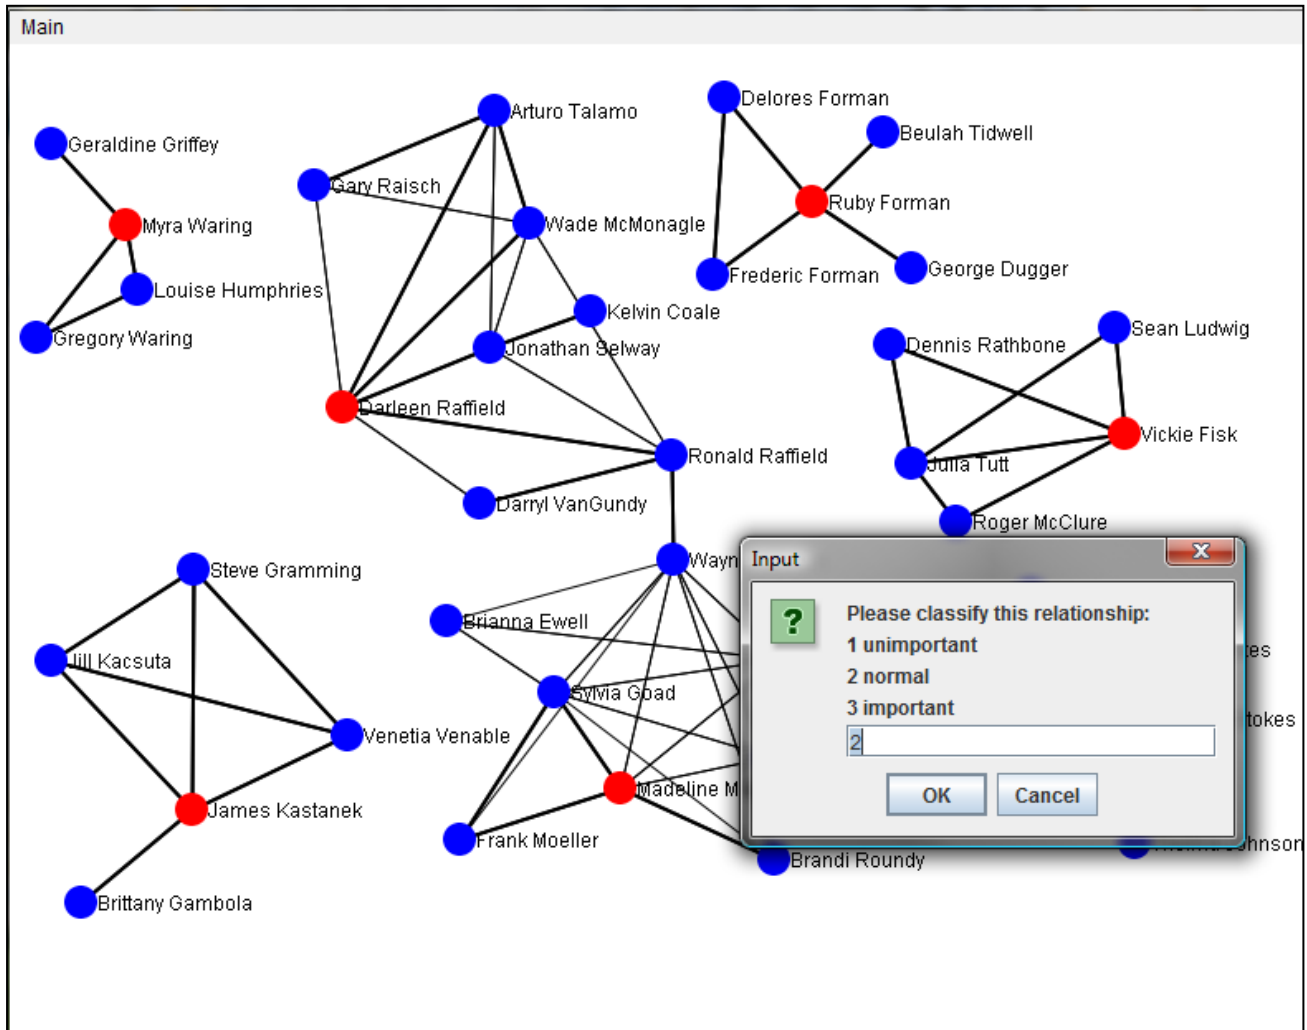 Main
Arturo Talamo
Delores Forman
Beulah Tidwell
Geraldine Griffey
Gary Raisch
Ruby Forman
Myra Waring
Wade McMonagle
Frederic Forman
George Dugger
Louise Humphries
Kelvin Coale
Sean Ludwig
Gregory Waring
Jonathan Selway
Dennis Rathbone
Darleen Raffield
Vickie Fisk
Ronald Raffield
Julia Tutt
Darryl VanGundy
Roger McClure
Input
Steve Gramming
Please classify this relationship:
1 unimportant
2 normal
3 important
2
OK
Cancel
Brianna Ewell
Jill Kacsuta
Sylvia Goad
Venetia Venable
Madeline
James Kastanek
Frank Moeller
Brandi Roundy
Brittany Gambola